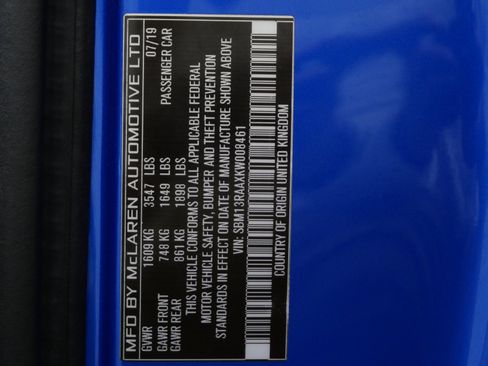 MFD BY McLAREN AUTOMOTIVE LTD
07/19
GVWR 1609 KG 3547 LBS
GAWR FRONT 748 KG 1649 LBS PASSENGER CAR
GAWR REAR 861 KG 1898 LBS
THIS VEHICLE CONFORMS TO ALL APPLICABLE FEDERAL
MOTOR VEHICLE SAFETY, BUMPER AND THEFT PREVENTION
STANDARDS IN EFFECT ON DATE OF MANUFACTURE SHOWN ABOVE
VIN: SBM13RAAXKW008461
COUNTRY OF ORIGIN UNITED KINGDOM